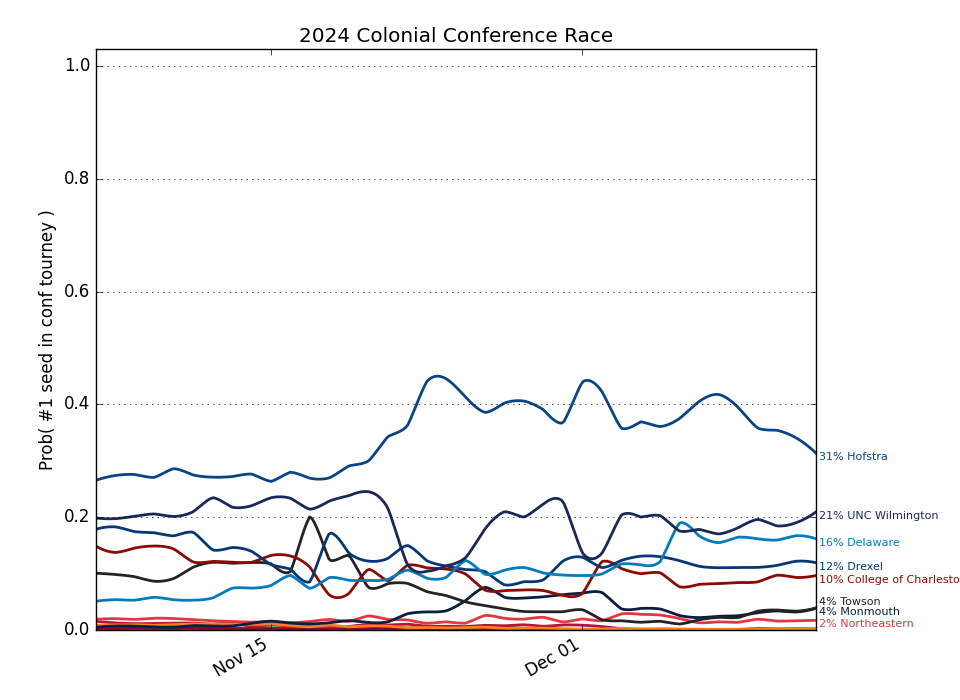 2024 Colonial Conference Race
Prob( #1 seed in conf tourney )
1.0
0.8
0.6
0.4
0.2
0.0
Nov 15
Dec 01
31% Hofstra
21% UNC Wilmington
16% Delaware
12% Drexel
10% College of Charlesto
4% Towson
4% Monmouth
2% Northeastern